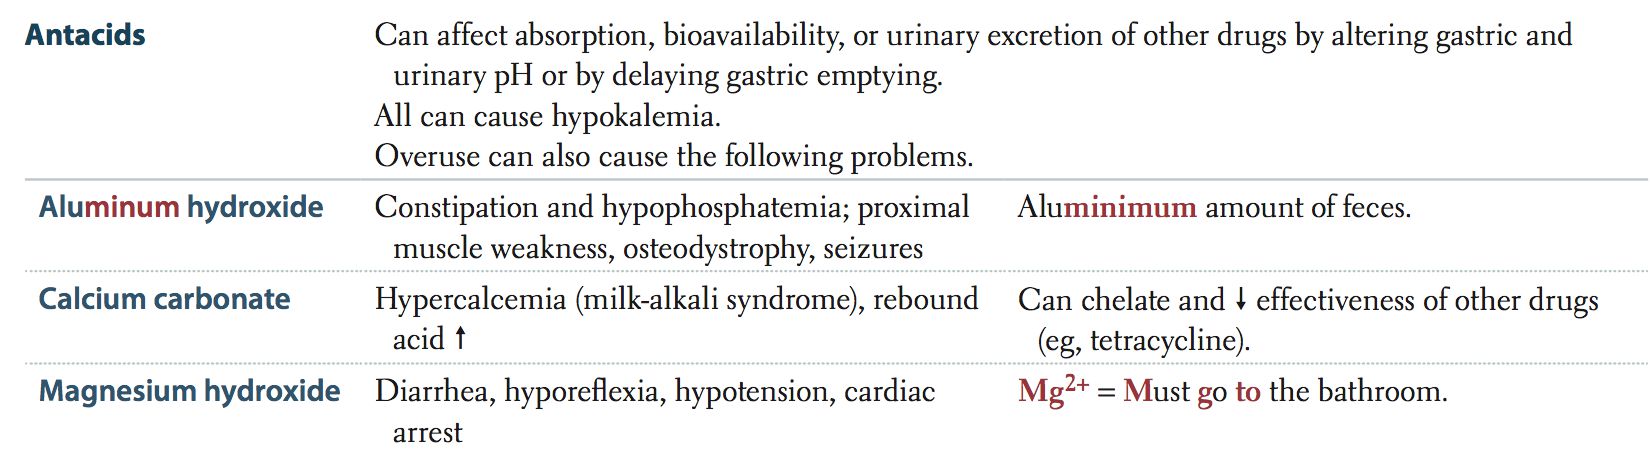 Antacids Can affect absorption, bioavailability, or urinary excretion of other drugs by altering gastric and
urinary pH or by delaying gastric emptying.
All can cause hypokalemia.
Overuse can also cause the following problems.
Aluminum hydroxide Constipation and hypophosphatemia; proximal Aluminimum amount of feces.
muscle weakness, osteodystrophy, seizures
Calcium carbonate Hypercalcemia (milk-alkali syndrome), rebound Can chelate and ↓ effectiveness of other drugs
acid ↑ (eg, tetracycline).
Magnesium hydroxide Diarrhea, hyporeflexia, hypotension, cardiac Mg²⁺ = Must go to the bathroom.
arrest